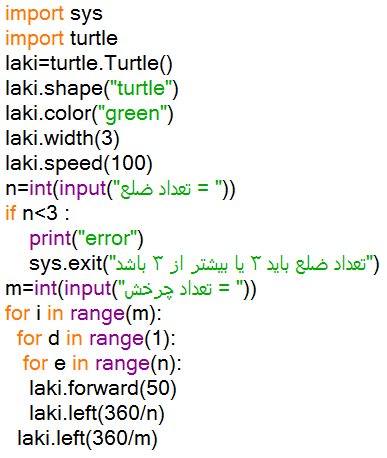 import sys
import turtle
laki=turtle.Turtle()
laki.shape("turtle")
laki.color("green")
laki.width(3)
laki.speed(100)
n=int(input("تعداد ضلع = "))
if n<3 :
    print("error")
    sys.exit("تعداد ضلع باید ۳ یا بیشتر از ۳ باشد")
m=int(input("تعداد چرخش = "))
for i in range(m):
  for d in range(1):
   for e in range(n):
    laki.forward(50)
    laki.left(360/n)
  laki.left(360/m)